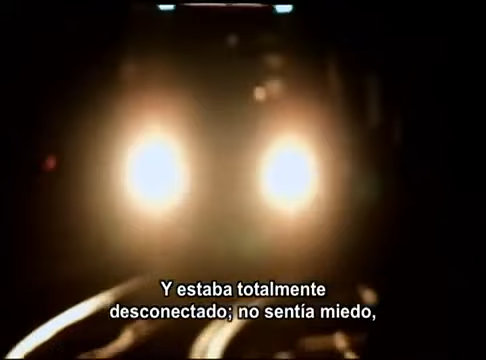 Y estaba totalmente
desconectado; no sentía miedo,